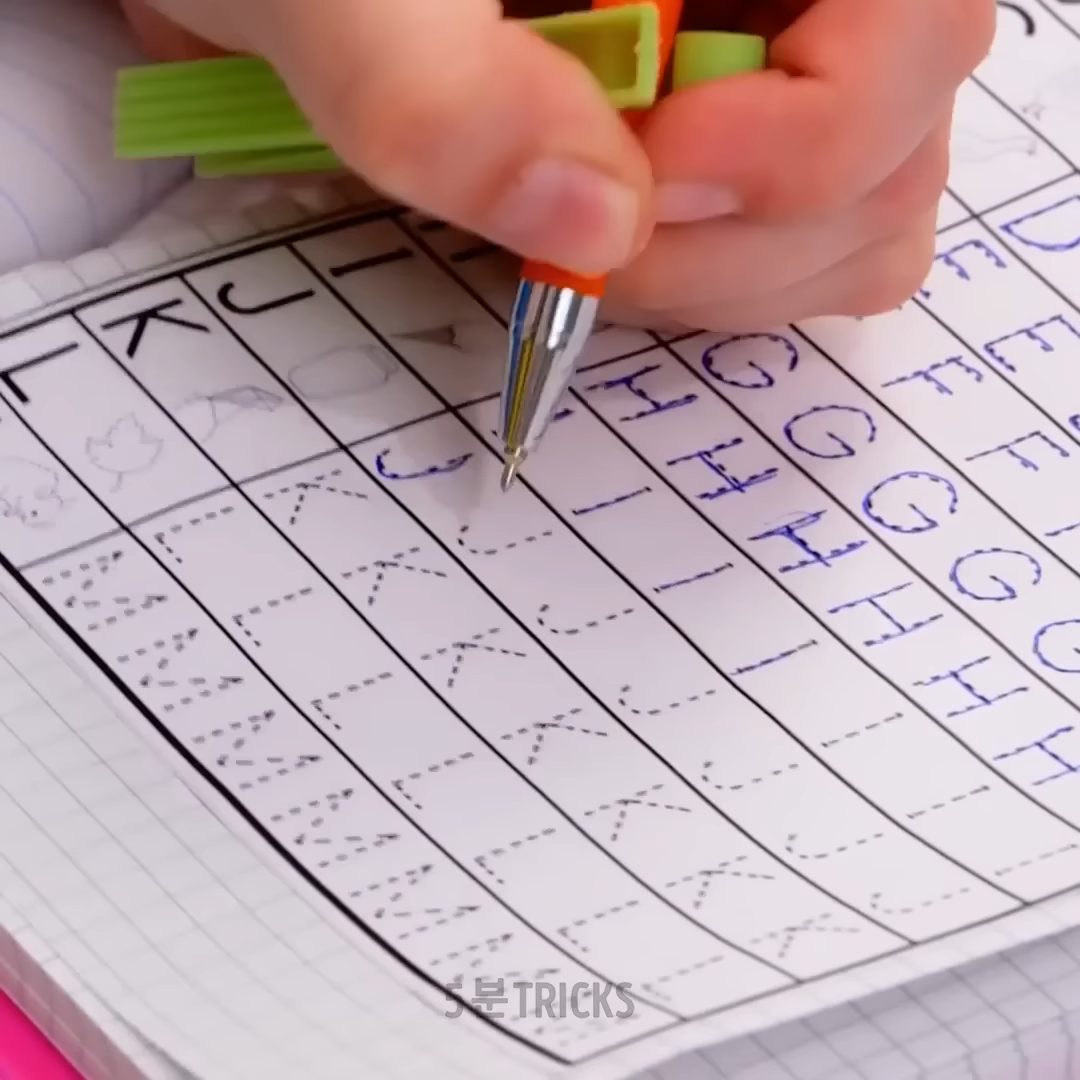 D
E E
F F
G G G G G
H H H H H H
I I I I I I I I
J J J J J J J J
K K K K K K K K
L L L L L L L L
M M M M M M
5분TRICKS